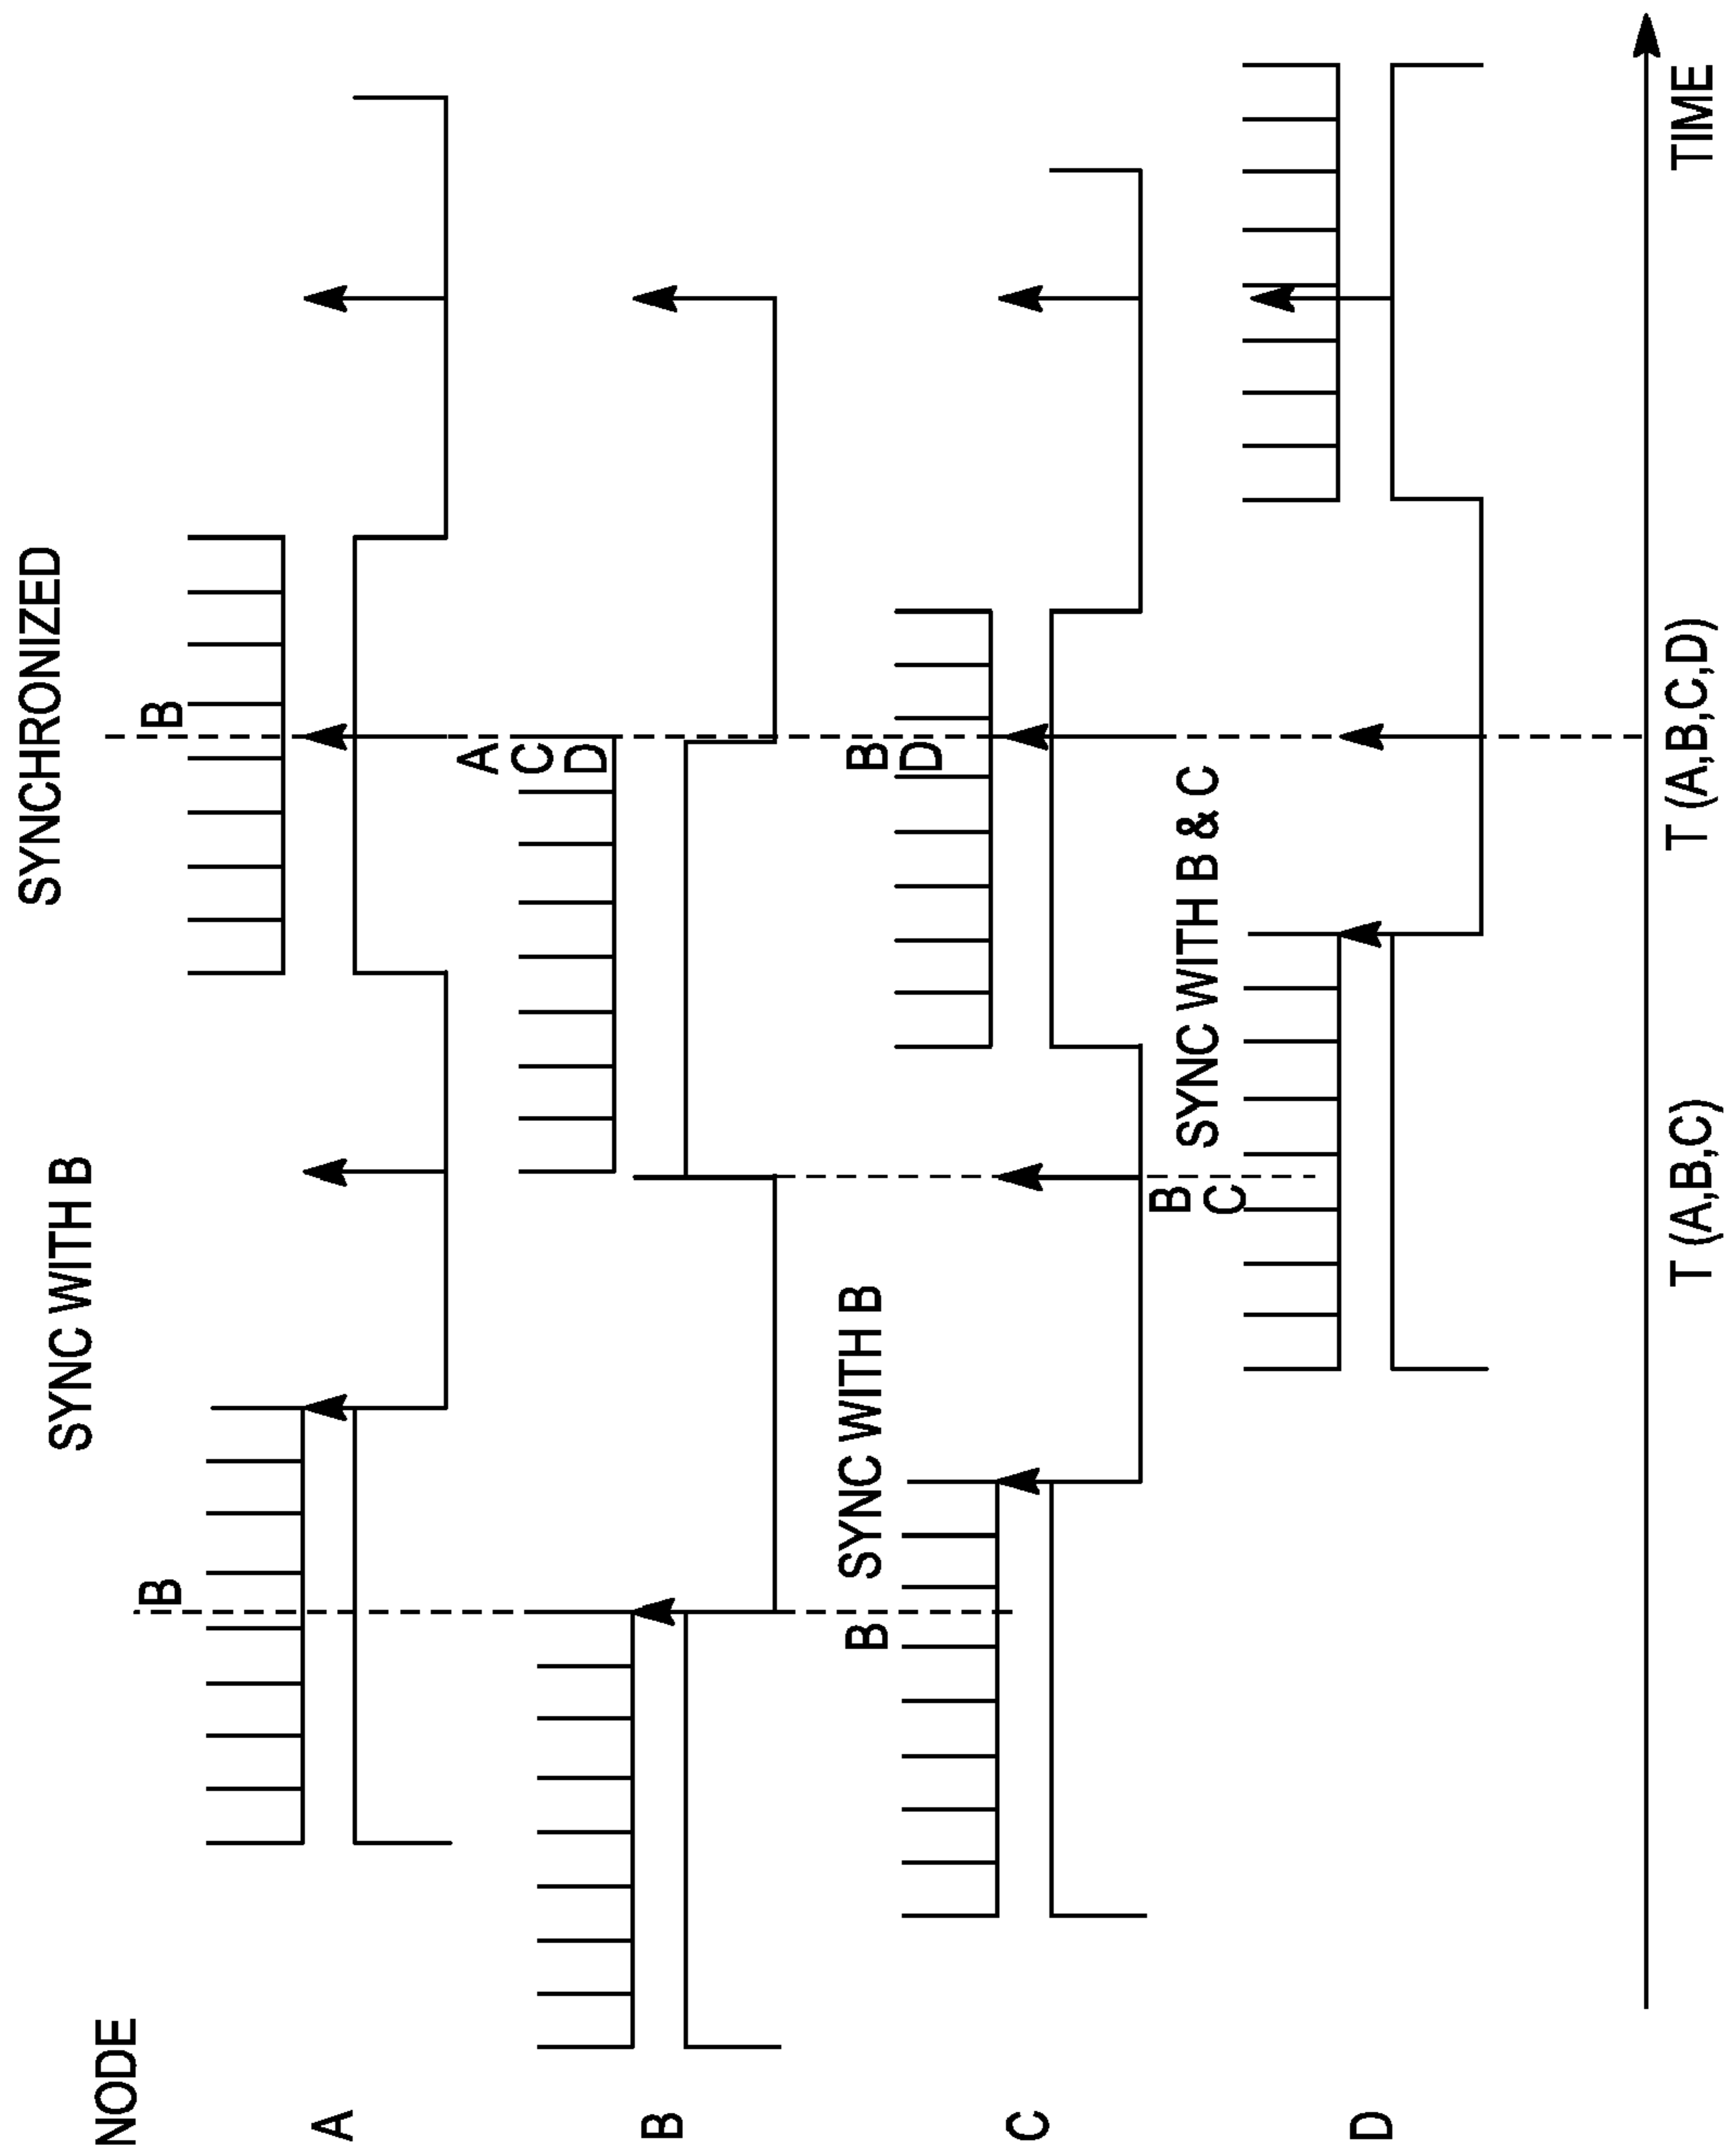 SYNCHRONIZED
NODE
SYNC WITH B
B
B
A
A
C
D
B
B
SYNC WITH B
B
D
C
B
C
SYNC WITH B & C
D
T (A,B,C)
T (A,B,C,D)
TIME